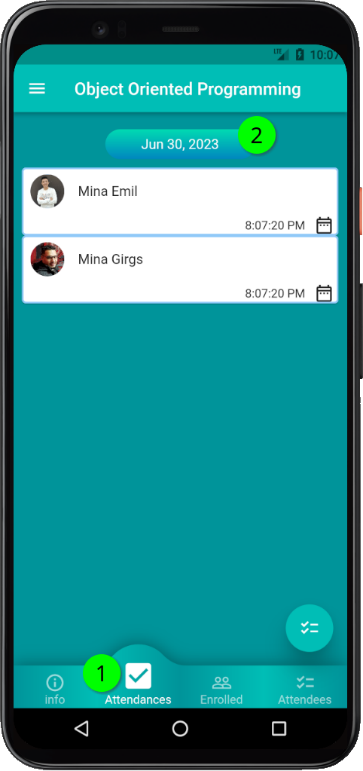 LTE 10:07
Object Oriented Programming
Jun 30, 2023 2
Mina Emil
8:07:20 PM
Mina Girgs
8:07:20 PM
1
info Attendances Enrolled Attendees